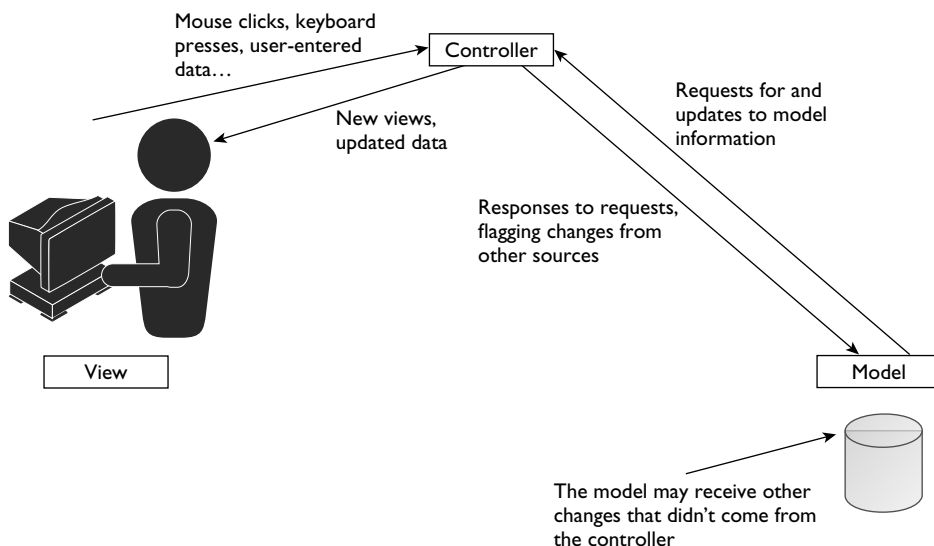 Mouse clicks, keyboard
presses, user-entered
data…
Controller
Requests for and
updates to model
information
New views,
updated data
Responses to requests,
flagging changes from
other sources
View
Model
The model may receive other
changes that didn't come from
the controller